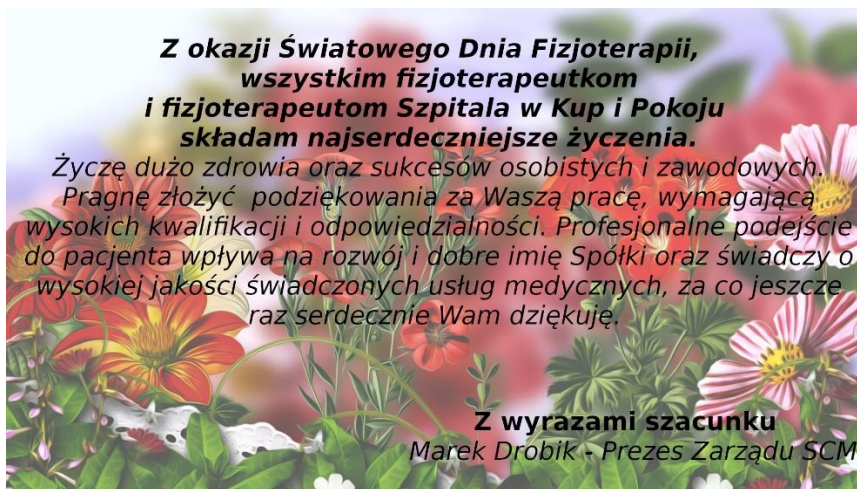 Z okazji Światowego Dnia Fizjoterapii,
wszystkim fizjoterapeutkom
i fizjoterapeutom Szpitala w Kup i Pokoju
składam najserdeczniejsze życzenia.
Życzę dużo zdrowia oraz sukcesów osobistych i zawodowych.
Pragnę złożyć podziękowania za Waszą pracę, wymagającą
wysokich kwalifikacji i odpowiedzialności. Profesjonalne podejście
do pacjenta wpływa na rozwój i dobre imię Spółki oraz świadczy o
wysokiej jakości świadczonych usług medycznych, za co jeszcze
raz serdecznie Wam dziękuję.
Z wyrazami szacunku
Marek Drobik - Prezes Zarządu SCM